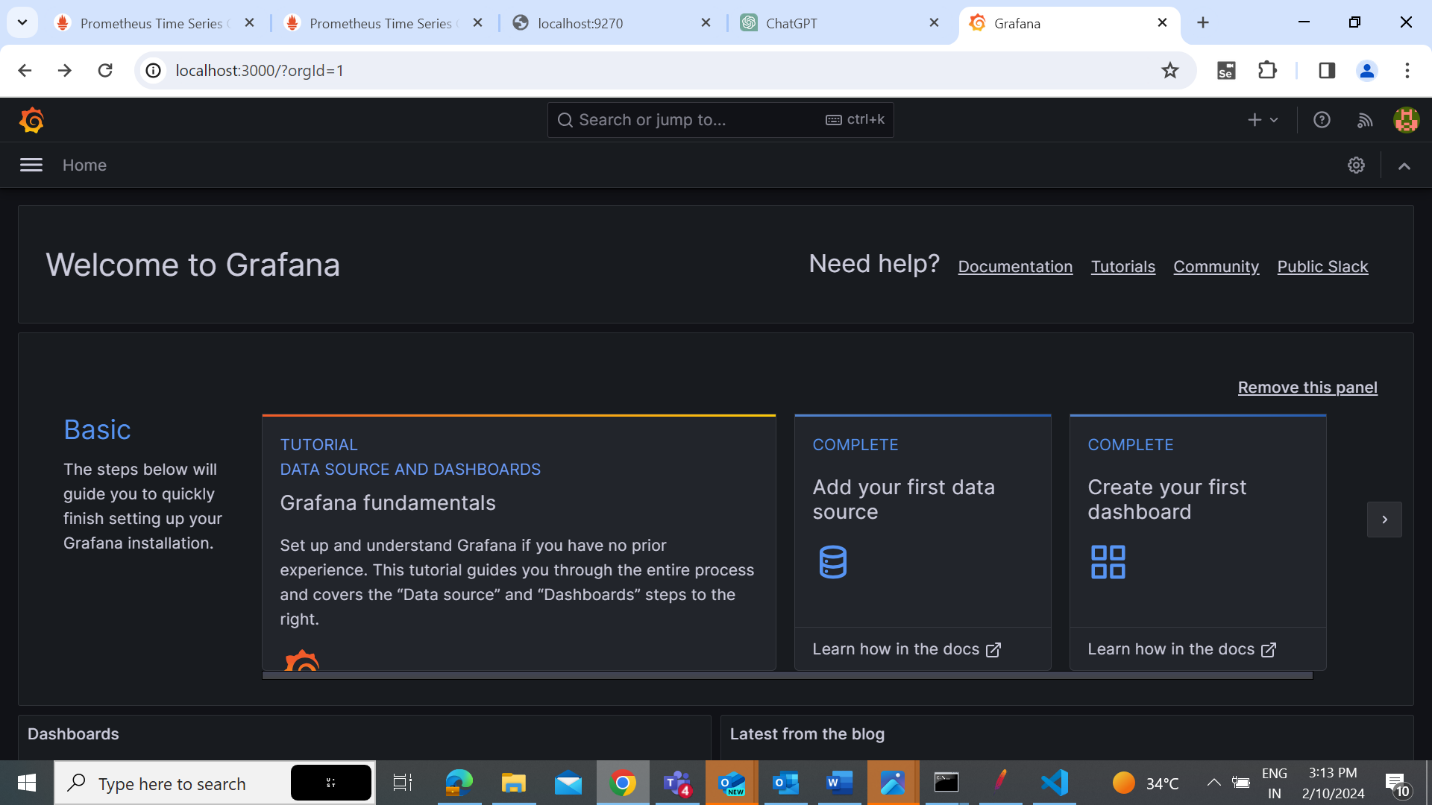 Prometheus Time Series
Prometheus Time Series
localhost:9270
ChatGPT
Grafana
localhost:3000/?orgId=1
Se
Search or jump to...
ctrl+k
Home
Welcome to Grafana
Need help?
Documentation
Tutorials
Community
Public Slack
Remove this panel
Basic
The steps below will
guide you to quickly
finish setting up your
Grafana installation.
TUTORIAL
DATA SOURCE AND DASHBOARDS
Grafana fundamentals
Set up and understand Grafana if you have no prior
experience. This tutorial guides you through the entire process
and covers the “Data source” and “Dashboards” steps to the
right.
COMPLETE
Add your first data
source
Learn how in the docs
COMPLETE
Create your first
dashboard
Learn how in the docs
Dashboards
Latest from the blog
Type here to search
4
NEW
34°C
ENG
IN
3:13 PM
2/10/2024
10